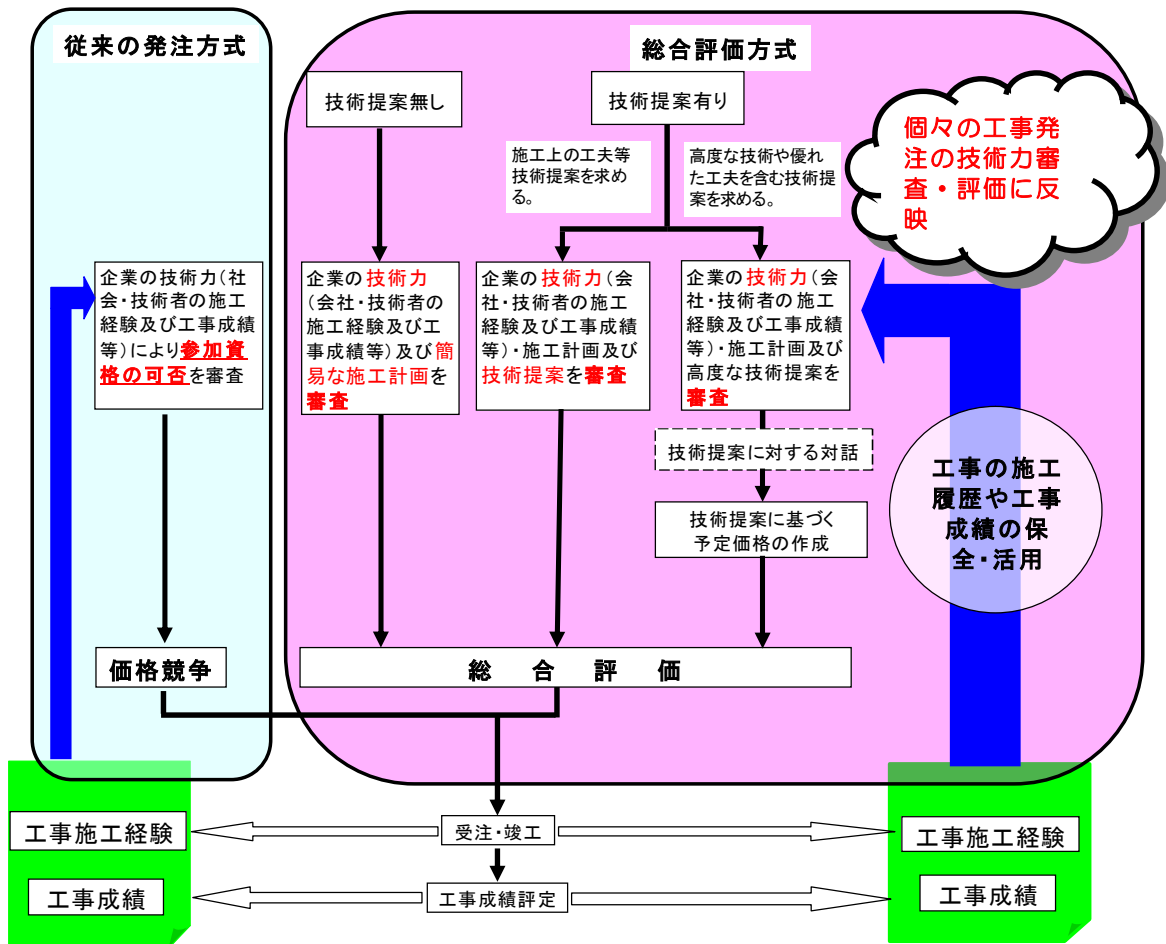 従来の発注方式
総合評価方式
技術提案無し
技術提案有り
個々の工事発
注の技術力審
査・評価に反
映
施工上の工夫等
技術提案を求め
る。
高度な技術や優れ
た工夫を含む技術提
案を求める。
企業の技術力(社
会・技術者の施工
経験及び工事成績
等)により参加資
格の可否を審査
企業の技術力
(会社・技術者の
施工経験及び工
事成績等)及び簡
易な施工計画を
審査
企業の技術力(会
社・技術者の施工
経験及び工事成績
等)・施工計画及び
技術提案を審査
企業の技術力(会
社・技術者の施工
経験及び工事成績
等)・施工計画及び
高度な技術提案を
審査
技術提案に対する対話
技術提案に基づく
予定価格の作成
工事の施工
履歴や工事
成績の保
全・活用
価格競争
総合評価
受注・竣工
工事成績評定
工事施工経験
工事成績
工事施工経験
工事成績